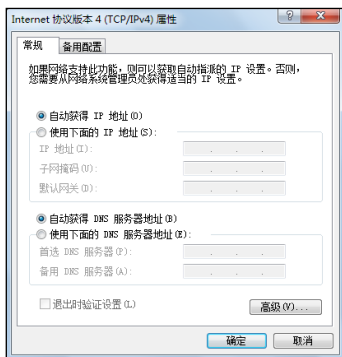 Internet 协议版本 4 (TCP/IPv4) 属性
常规 备用配置
如果网络支持此功能，则可以获取自动指派的 IP 设置。否则，
您需要从网络系统管理员处获得适当的 IP 设置。
自动获得 IP 地址(O)
使用下面的 IP 地址(S):
IP 地址(I):
子网掩码(U):
默认网关(D):
自动获得 DNS 服务器地址(B)
使用下面的 DNS 服务器地址(E):
首选 DNS 服务器(P):
备用 DNS 服务器(A):
退出时验证设置(L)
高级(V)...
确定 取消